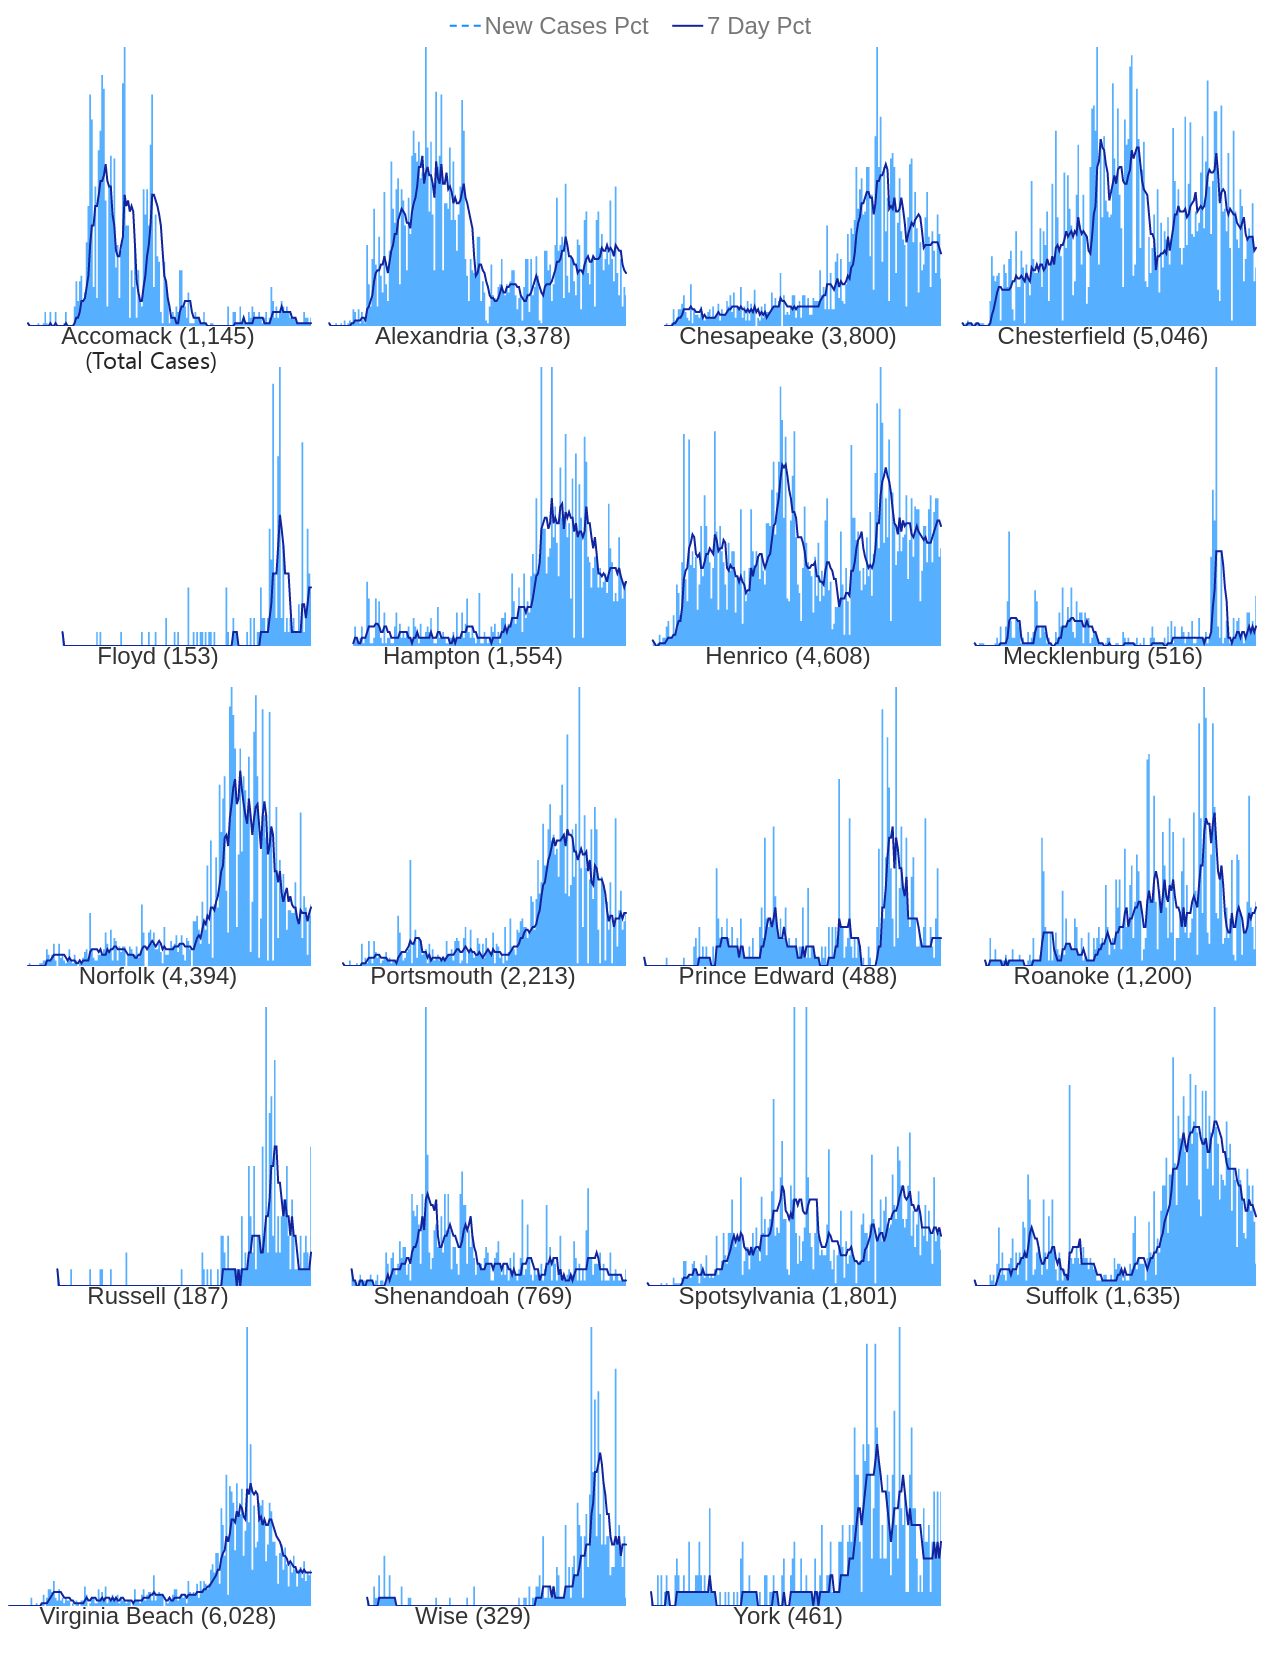 New Cases Pct 7 Day Pct
Accomack (1,145) Alexandria (3,378) Chesapeake (3,800) Chesterfield (5,046)
(Total Cases)
Floyd (153) Hampton (1,554) Henrico (4,608) Mecklenburg (516)
Norfolk (4,394) Portsmouth (2,213) Prince Edward (488) Roanoke (1,200)
Russell (187) Shenandoah (769) Spotsylvania (1,801) Suffolk (1,635)
Virginia Beach (6,028) Wise (329) York (461)